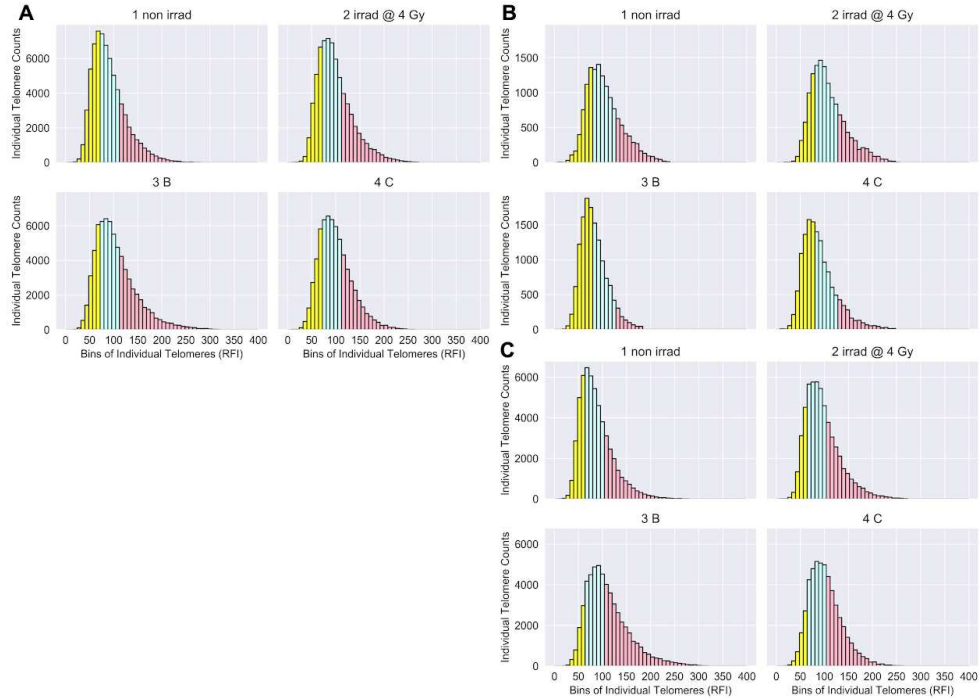 A
1 non irrad
2 irrad @ 4 Gy
Individual Telomere Counts
6000
4000
2000
0
3 B
4 C
Individual Telomere Counts
6000
4000
2000
0
0 50 100 150 200 250 300 350 400
0 50 100 150 200 250 300 350 400
Bins of Individual Telomeres (RFI)
Bins of Individual Telomeres (RFI)
B
1 non irrad
2 irrad @ 4 Gy
Individual Telomere Counts
1500
1000
500
0
3 B
4 C
Individual Telomere Counts
1500
1000
500
0
C
1 non irrad
2 irrad @ 4 Gy
Individual Telomere Counts
6000
4000
2000
0
3 B
4 C
Individual Telomere Counts
6000
4000
2000
0
0 50 100 150 200 250 300 350 400
0 50 100 150 200 250 300 350 400
Bins of Individual Telomeres (RFI)
Bins of Individual Telomeres (RFI)